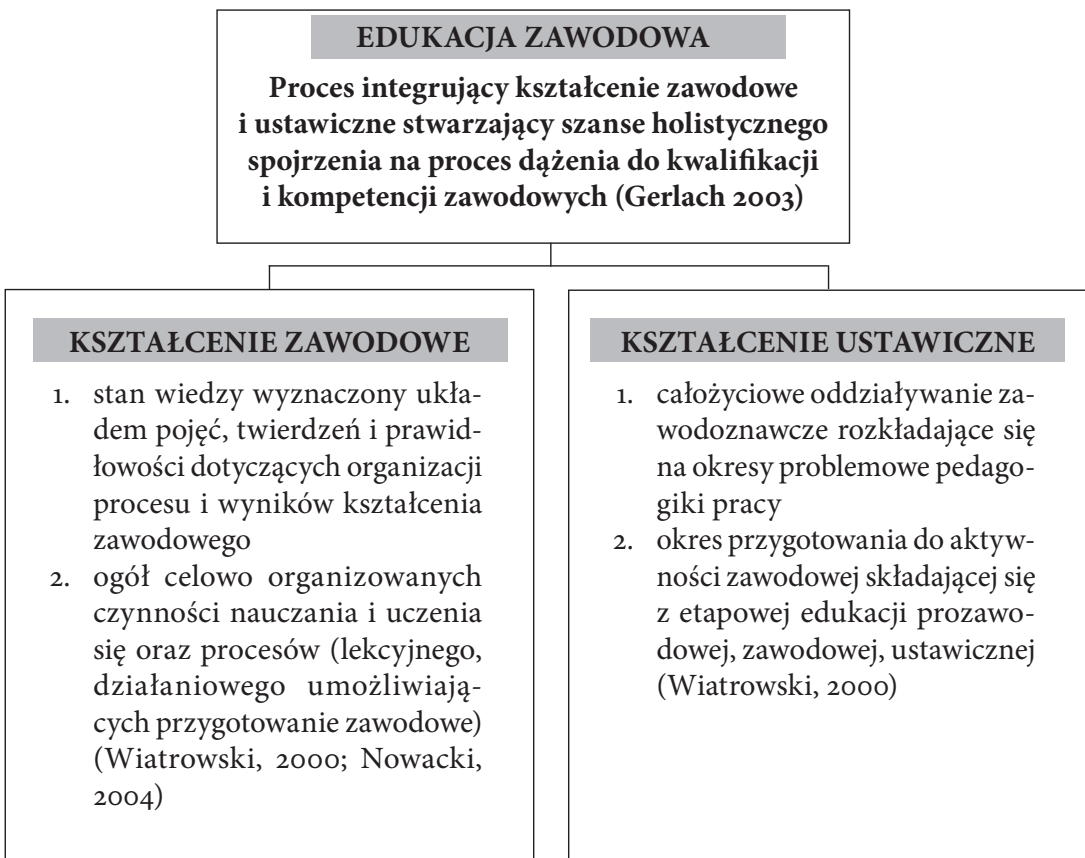 EDUKACJA ZAWODOWA
Proces integrujący kształcenie zawodowe
i ustawiczne stwarzający szanse holistycznego
spojrzenia na proces dążenia do kwalifikacji
i kompetencji zawodowych (Gerlach 2003)
KSZTAŁCENIE ZAWODOWE
1. stan wiedzy wyznaczony ukła-
dem pojęć, twierdzeń i prawid-
łowości dotyczących organizacji
procesu i wyników kształcenia
zawodowego
2. ogół celowo organizowanych
czynności nauczania i uczenia
się oraz procesów (lekcyjnego,
działaniowego umożliwiają-
cych przygotowanie zawodowe)
(Wiatrowski, 2000; Nowacki,
2004)
KSZTAŁCENIE USTAWICZNE
1. całożyciowe oddziaływanie za-
wodoznawcze rozkładające się
na okresy problemowe pedago-
giki pracy
2. okres przygotowania do aktyw-
ności zawodowej składającej się
z etapowej edukacji prozawo-
dowej, zawodowej, ustawicznej
(Wiatrowski, 2000)